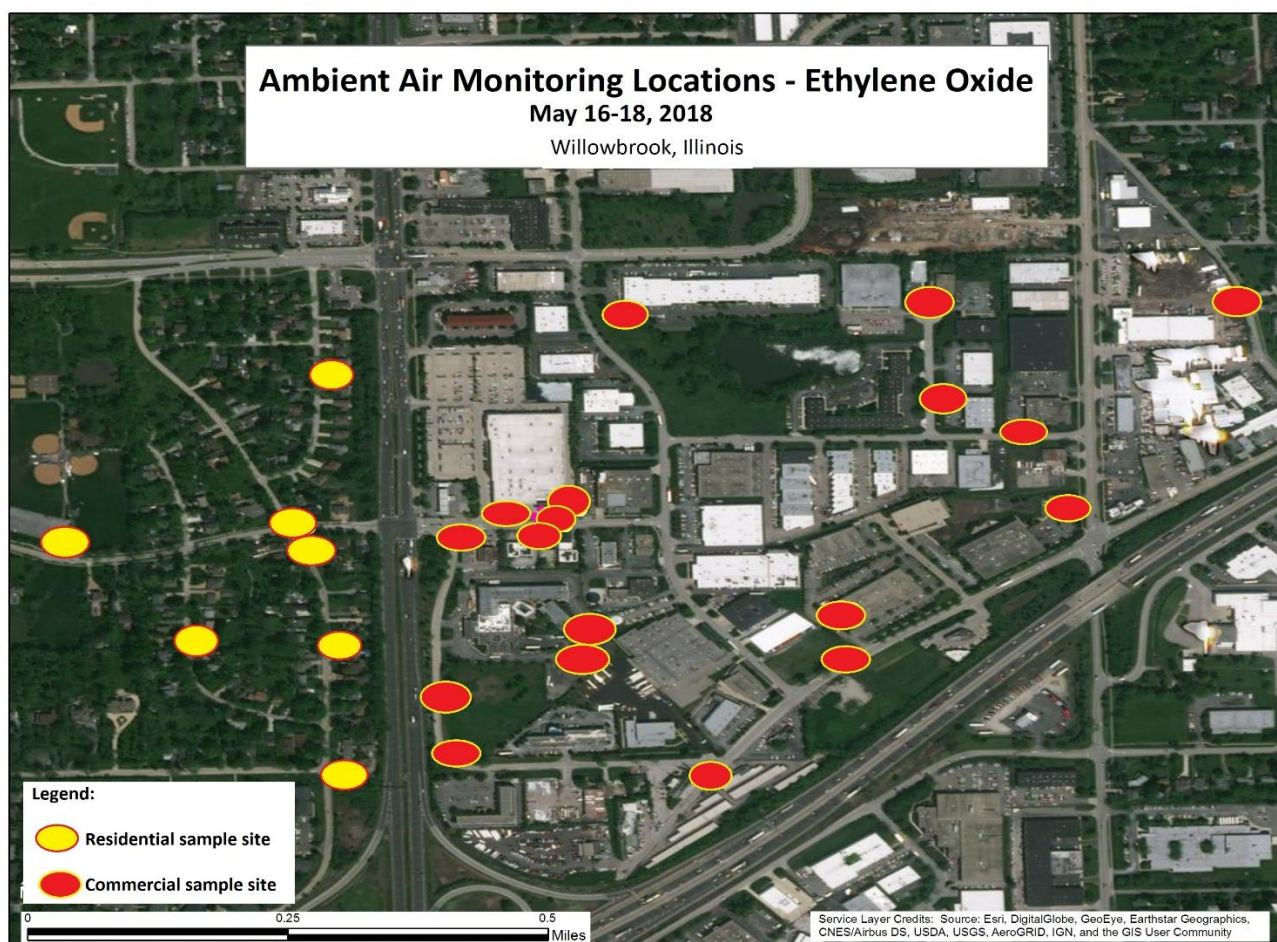 Ambient Air Monitoring Locations - Ethylene Oxide
May 16-18, 2018
Willowbrook, Illinois
Legend:
Residential sample site
Commercial sample site
0 0.25 0.5
Miles
Service Layer Credits: Source: Esri, DigitalGlobe, GeoEye, Earthstar Geographics,
CNES/Airbus DS, USDA, USGS, AeroGRID, IGN, and the GIS User Community